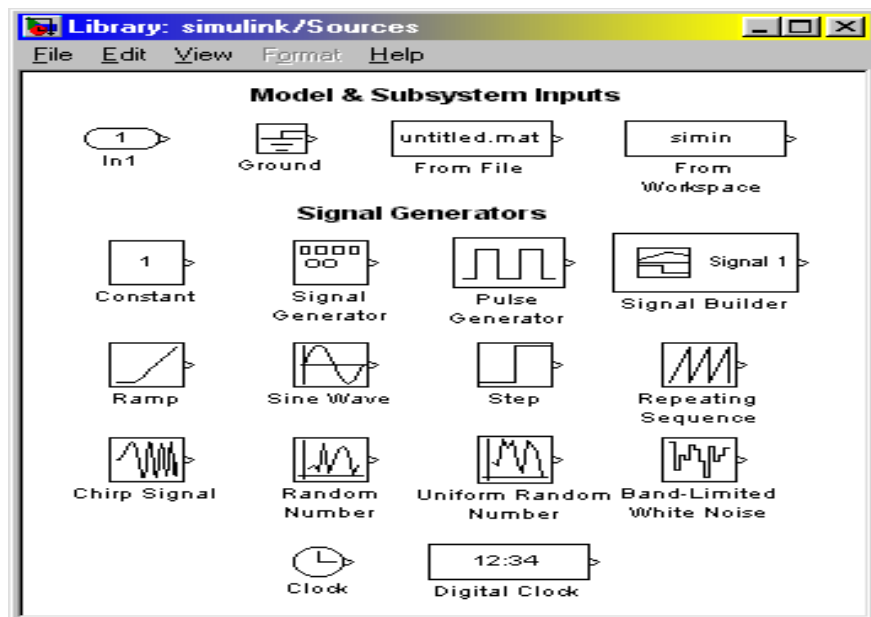 Library: simulink/Sources
File Edit View Format Help
Model & Subsystem Inputs
1 untitled.mat simin
In1 Ground From File From
Workspace
Signal Generators
1 Signal 1
Constant Signal Pulse Signal Builder
Generator Generator
Ramp Sine Wave Step Repeating
Sequence
Chirp Signal Random Uniform Random Band-Limited
Number Number White Noise
12:34
Clock Digital Clock